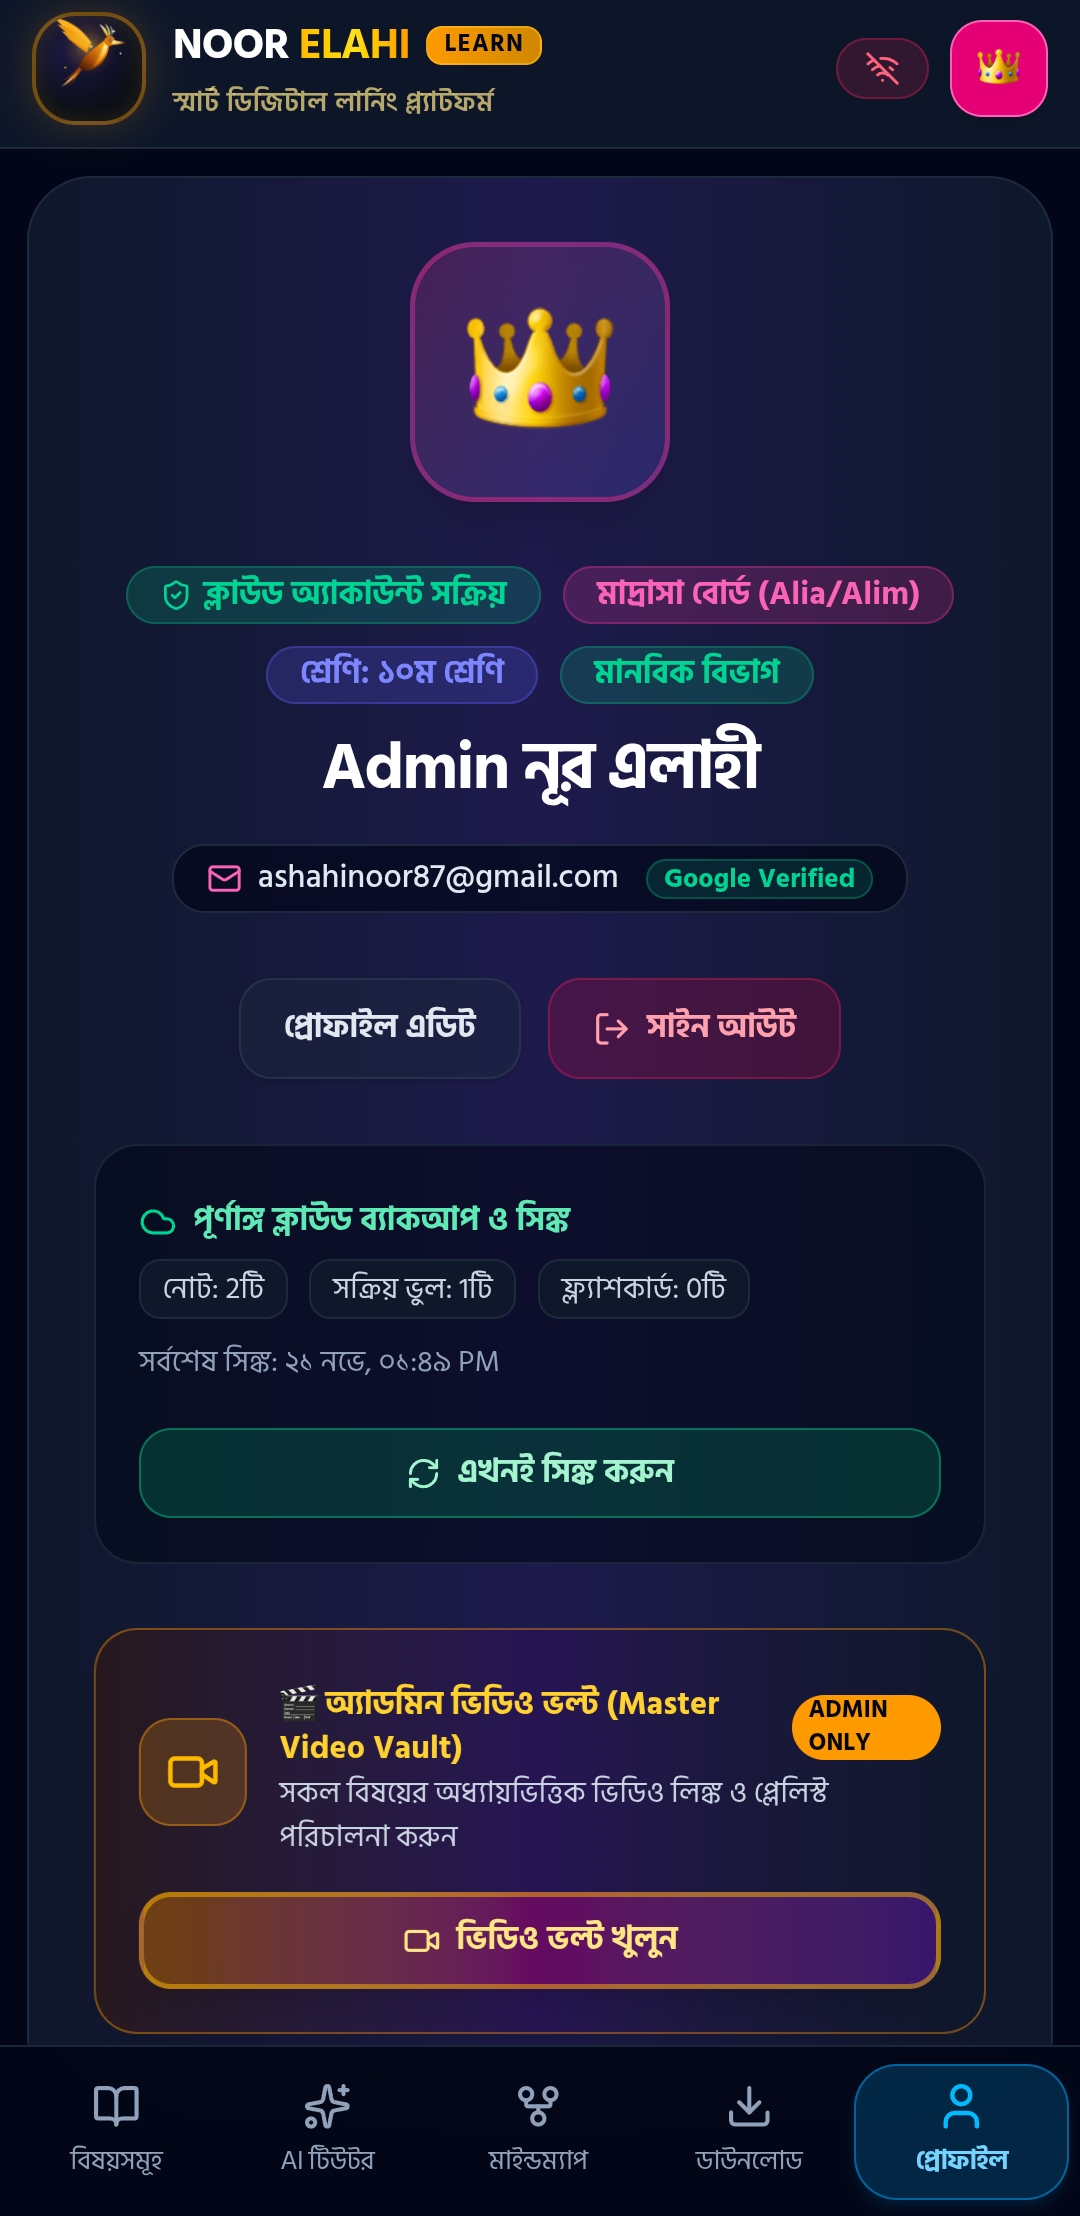 NOOR ELAHI LEARN
স্মার্ট ডিজিটাল লার্নিং প্ল্যাটফর্ম
ক্লাউড অ্যাকাউন্ট সক্রিয়
মাদ্রাসা বোর্ড (Alia/Alim)
শ্রেণি: ১০ম শ্রেণি
মানবিক বিভাগ
Admin নূর এলাহী
ashahinoor87@gmail.com Google Verified
প্রোফাইল এডিট
সাইন আউট
পূর্ণাঙ্গ ক্লাউড ব্যাকআপ ও সিঙ্ক
নোট: 2টি
সক্রিয় ভুল: 1টি
ফ্ল্যাশকার্ড: 0টি
সর্বশেষ সিঙ্ক: ২১ নভে, ০১:৪৯ PM
এখনই সিঙ্ক করুন
🎬 অ্যাডমিন ভিডিও ভল্ট (Master
Video Vault)
ADMIN
ONLY
সকল বিষয়ের অধ্যায়ভিত্তিক ভিডিও লিঙ্ক ও প্লেলিস্ট
পরিচালনা করুন
ভিডিও ভল্ট খুলুন
বিষয়সমূহ
AI টিউটর
মাইন্ডম্যাপ
ডাউনলোড
প্রোফাইল